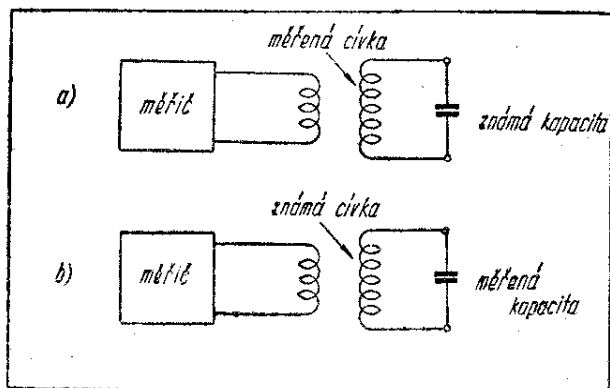 měřená cívka
a)
měřič
známá kapacita
známá cívka
b)
měřič
měřená
kapacita